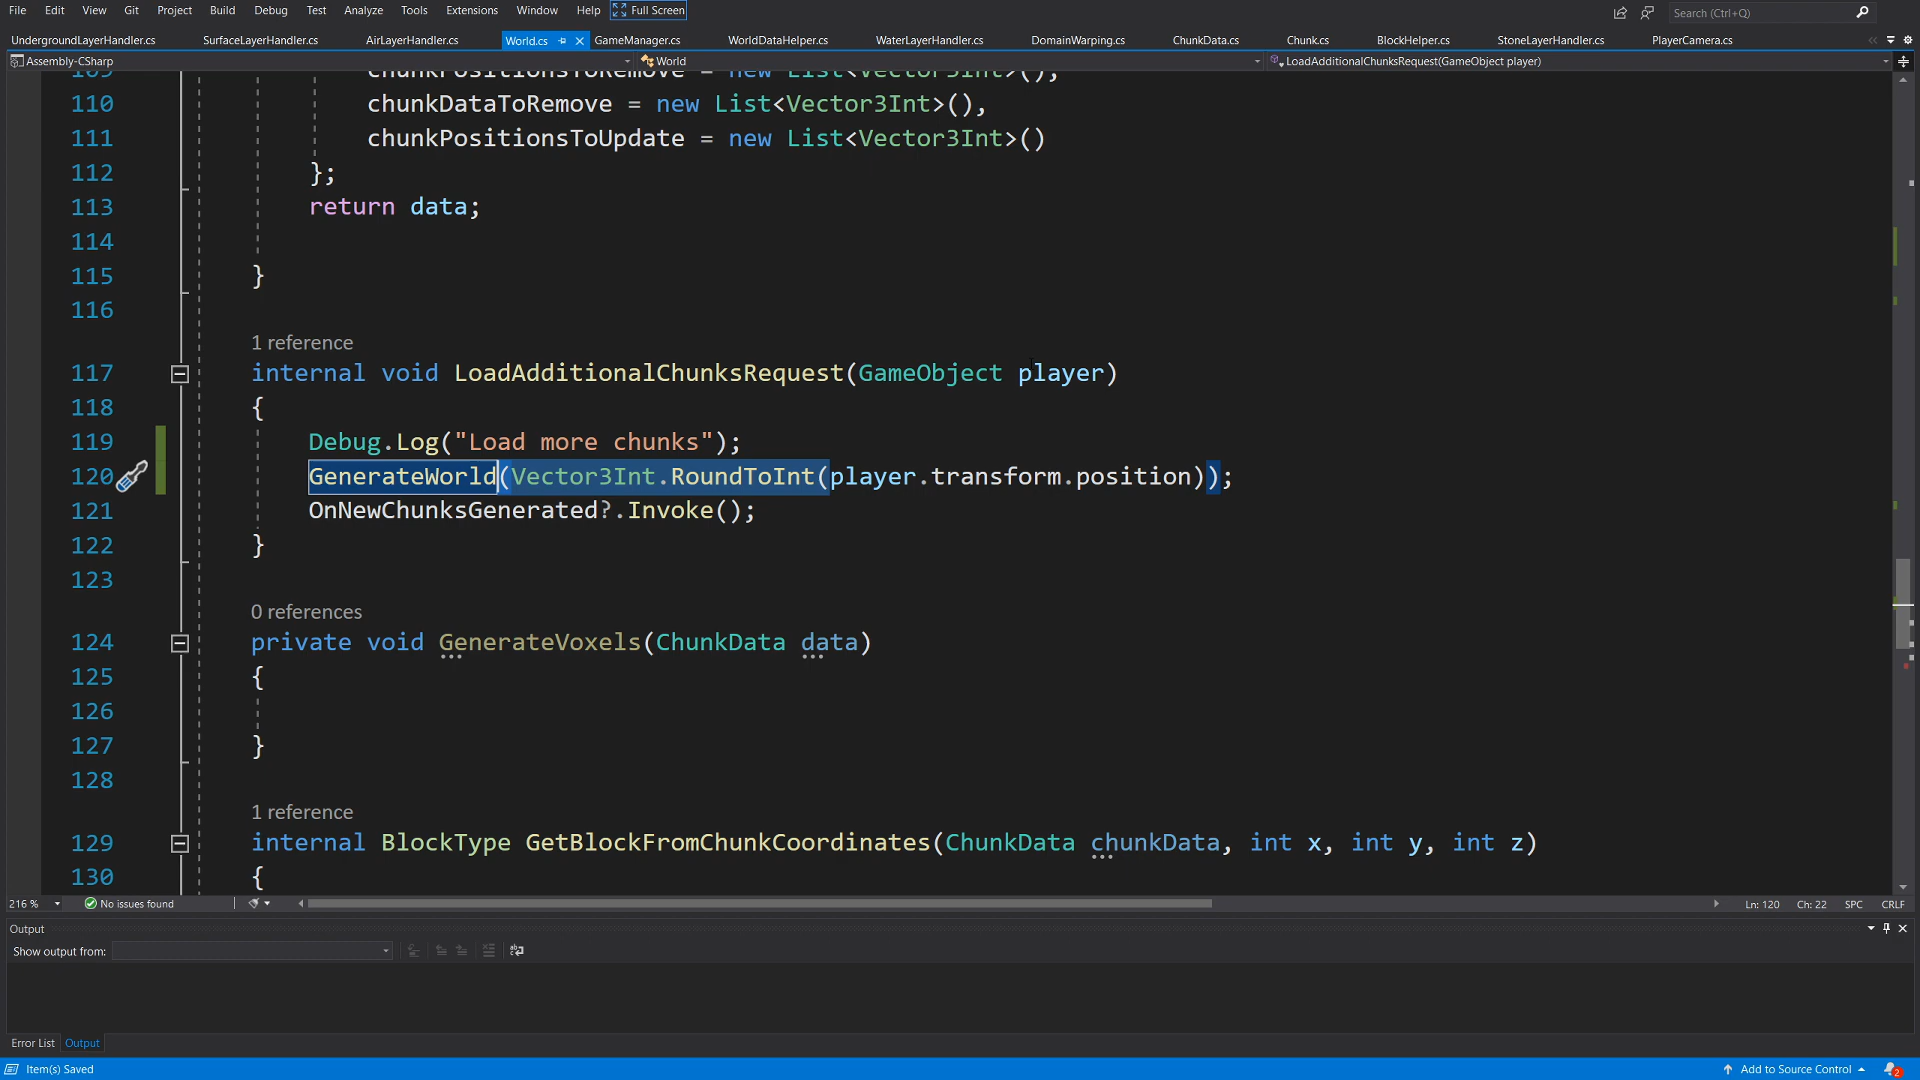 File Edit View Git Project Build Debug Test Analyze Tools Extensions Window Help Full Screen Search (Ctrl+Q)
UndergroundLayerHandler.cs SurfaceLayerHandler.cs AirLayerHandler.cs World.cs GameManager.cs WorldDataHelper.cs WaterLayerHandler.cs DomainWarping.cs ChunkData.cs Chunk.cs BlockHelper.cs StoneLayerHandler.cs PlayerCamera.cs
Assembly-CSharp World LoadAdditionalChunksRequest(GameObject player)
109 chunkPositionsToRemove = new List<Vector3Int>(),
110 chunkDataToRemove = new List<Vector3Int>(),
111 chunkPositionsToUpdate = new List<Vector3Int>()
112 };
113 return data;
114
115 }
116
1 reference
117 internal void LoadAdditionalChunksRequest(GameObject player)
118 {
119 Debug.Log("Load more chunks");
120 GenerateWorld(Vector3Int.RoundToInt(player.transform.position));
121 OnNewChunksGenerated?.Invoke();
122 }
123
0 references
124 private void GenerateVoxels(ChunkData data)
125 {
126
127 }
128
1 reference
129 internal BlockType GetBlockFromChunkCoordinates(ChunkData chunkData, int x, int y, int z)
130 {
216 % No issues found Ln: 120 Ch: 22 SPC CRLF
Output
Show output from:
Error List Output
Item(s) Saved Add to Source Control 2